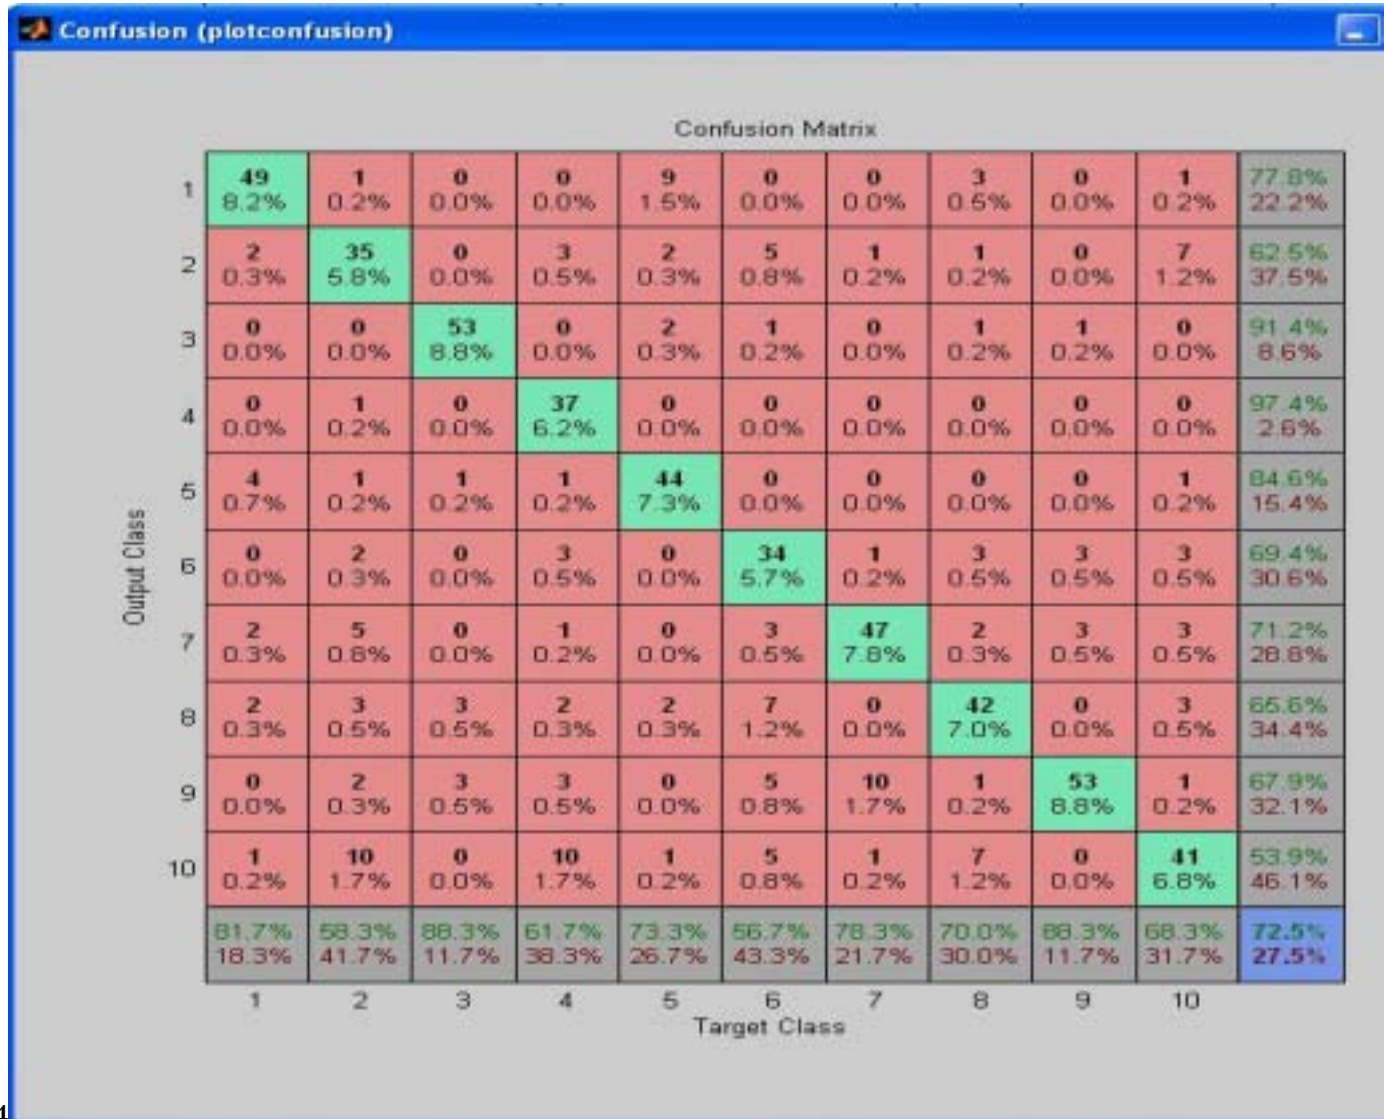 Confusion (plotconfusion)
Confusion Matrix
1 49 1 0 0 9 0 0 3 0 1 77.8%
8.2% 0.2% 0.0% 0.0% 1.5% 0.0% 0.0% 0.5% 0.0% 0.2% 22.2%
2 2 35 0 3 2 5 1 1 0 7 62.5%
0.3% 5.8% 0.0% 0.5% 0.3% 0.8% 0.2% 0.2% 0.0% 1.2% 37.5%
3 0 0 53 0 2 1 0 1 1 0 91.4%
0.0% 0.0% 8.8% 0.0% 0.3% 0.2% 0.0% 0.2% 0.2% 0.0% 8.6%
4 0 1 0 37 0 0 0 0 0 0 97.4%
0.0% 0.2% 0.0% 6.2% 0.0% 0.0% 0.0% 0.0% 0.0% 0.0% 2.6%
5 4 1 1 1 44 0 0 0 0 1 84.6%
0.7% 0.2% 0.2% 0.2% 7.3% 0.0% 0.0% 0.0% 0.0% 0.2% 15.4%
Output Class
6 0 2 0 3 0 34 1 3 3 3 69.4%
0.0% 0.3% 0.0% 0.5% 0.0% 5.7% 0.2% 0.5% 0.5% 0.5% 30.6%
7 2 5 0 1 0 3 47 2 3 3 71.2%
0.3% 0.8% 0.0% 0.2% 0.0% 0.5% 7.8% 0.3% 0.5% 0.5% 28.8%
8 2 3 3 2 2 7 0 42 0 3 65.6%
0.3% 0.5% 0.5% 0.3% 0.3% 1.2% 0.0% 7.0% 0.0% 0.5% 34.4%
9 0 2 3 3 0 5 10 1 53 1 67.9%
0.0% 0.3% 0.5% 0.5% 0.0% 0.8% 1.7% 0.2% 8.8% 0.2% 32.1%
10 1 10 0 10 1 5 1 7 0 41 53.9%
0.2% 1.7% 0.0% 1.7% 0.2% 0.8% 0.2% 1.2% 0.0% 6.8% 46.1%
81.7% 58.3% 88.3% 61.7% 73.3% 56.7% 78.3% 70.0% 88.3% 68.3% 72.5%
18.3% 41.7% 11.7% 38.3% 26.7% 43.3% 21.7% 30.0% 11.7% 31.7% 27.5%
1 2 3 4 5 6 7 8 9 10
Target Class